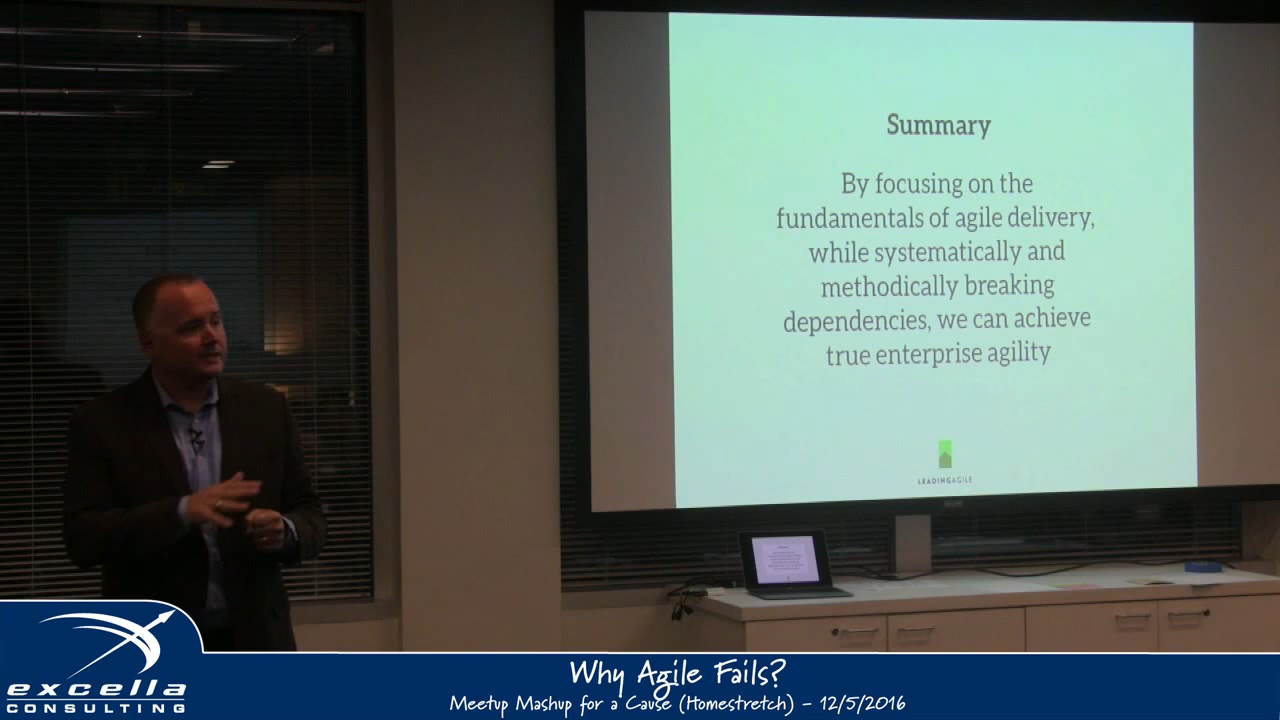 Summary
By focusing on the
fundamentals of agile delivery,
while systematically and
methodically breaking
dependencies, we can achieve
true enterprise agility
LEADINGAGILE
excella
CONSULTING
Why Agile Fails?
Meetup Mashup for a Cause (Homestretch) - 12/5/2016